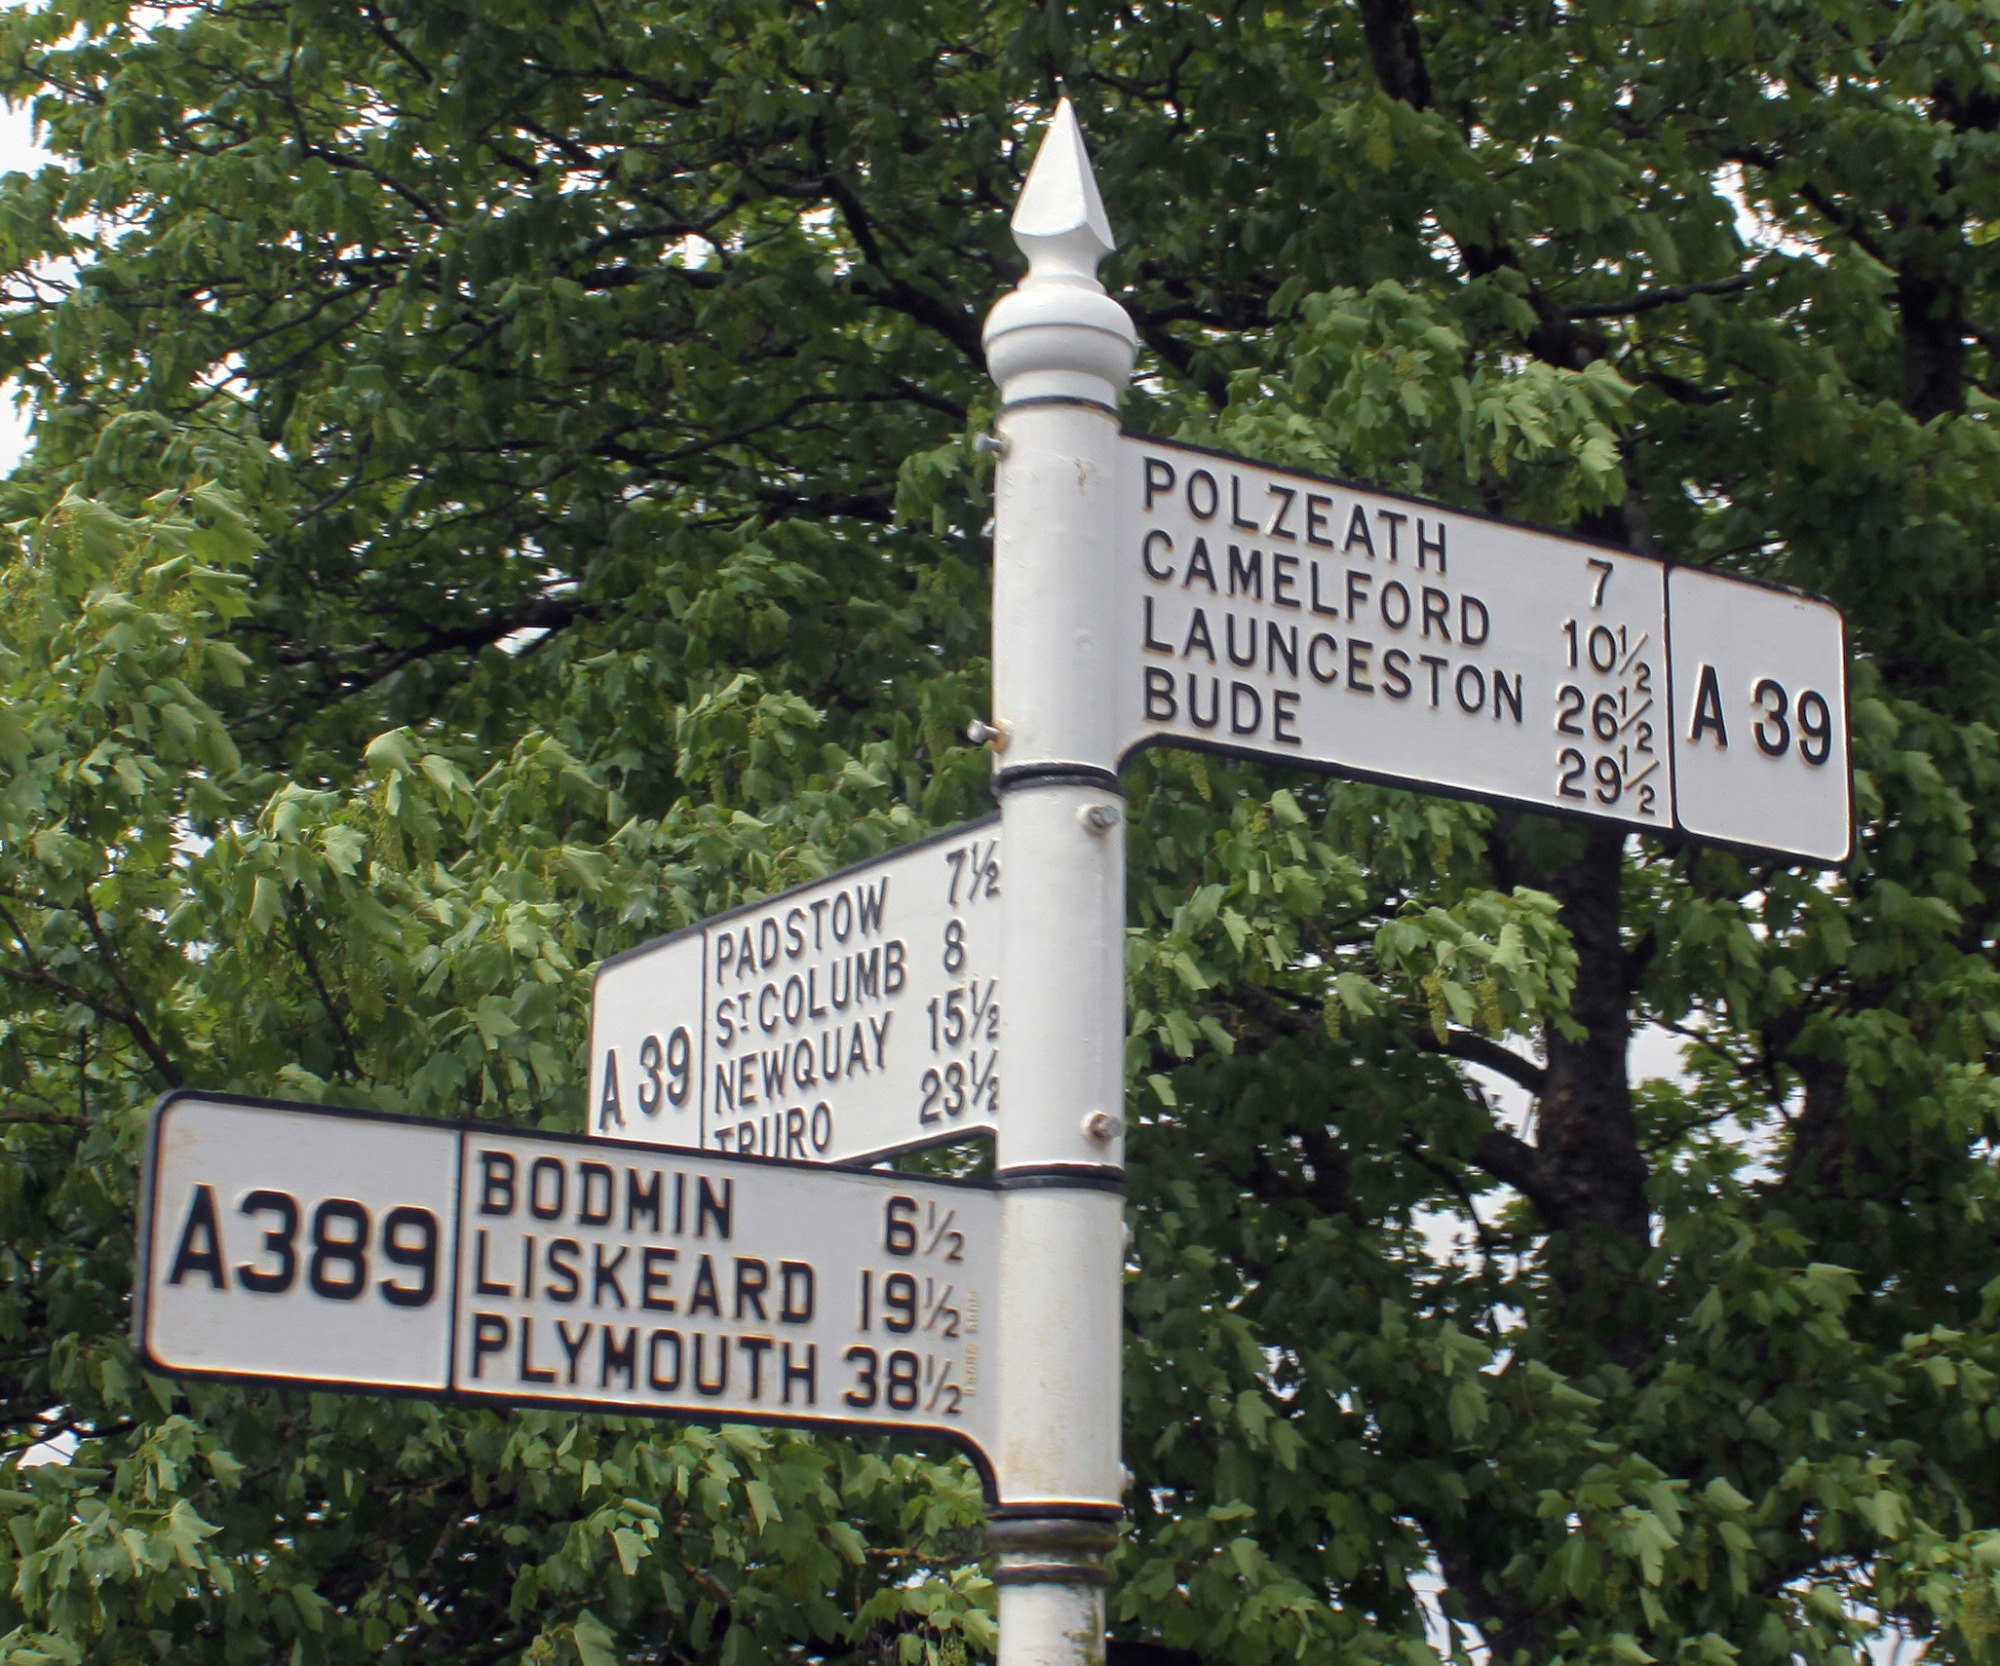 POLZEATH 7
CAMELFORD 10½
LAUNCESTON 26½
BUDE 29½
A 39
A 39
PADSTOW 7½
ST COLUMB 8
NEWQUAY 15½
TRURO 23½
A389
BODMIN 6½
LISKEARD 19½
PLYMOUTH 38½